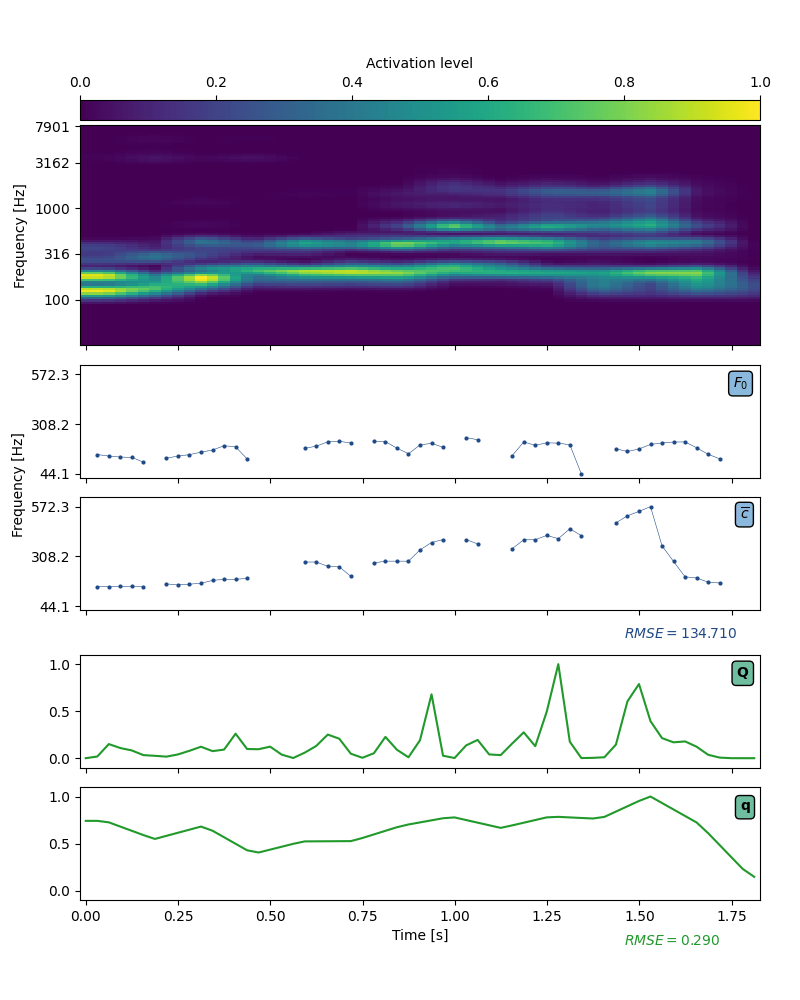 Activation level
0.0 0.2 0.4 0.6 0.8 1.0
7901
3162
1000
316
100
Frequency [Hz]
572.3
308.2
44.1
F₀
Frequency [Hz]
572.3
308.2
44.1
c̅
RMSE = 134.710
1.0
0.5
0.0
Q
1.0
0.5
0.0
q
0.00 0.25 0.50 0.75 1.00 1.25 1.50 1.75
Time [s]
RMSE = 0.290